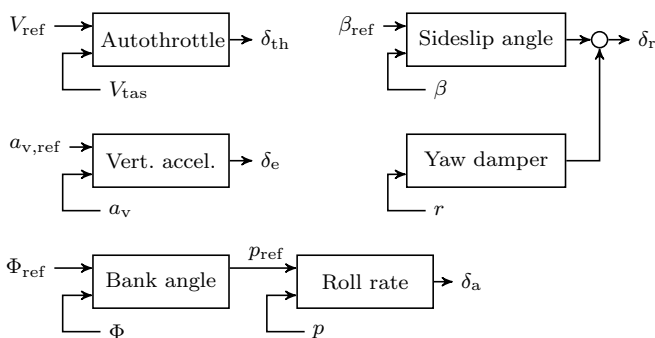 V_ref
Autothrottle
δ_th
V_tas
β_ref
Sideslip angle
δ_r
β
a_v,ref
Vert. accel.
δ_e
a_v
Yaw damper
r
Φ_ref
Bank angle
p_ref
Roll rate
δ_a
Φ
p